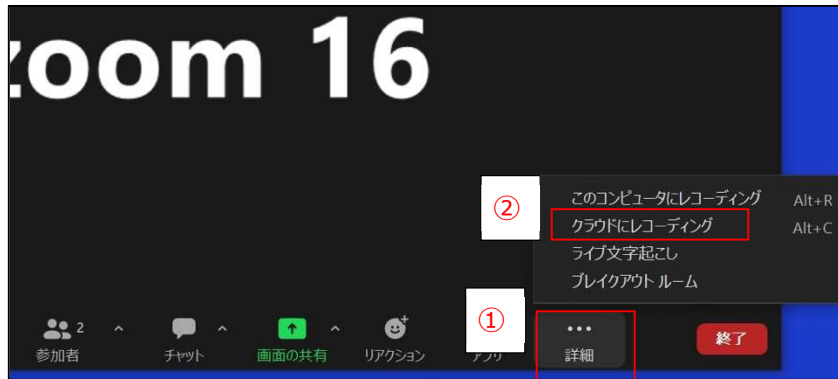 zoom 16
②
このコンピュータにレコーディング Alt+R
クラウドにレコーディング Alt+C
ライブ文字起こし
ブレイクアウト ルーム
①
2
参加者 チャット 画面の共有 リアクション アプリ 詳細 終了